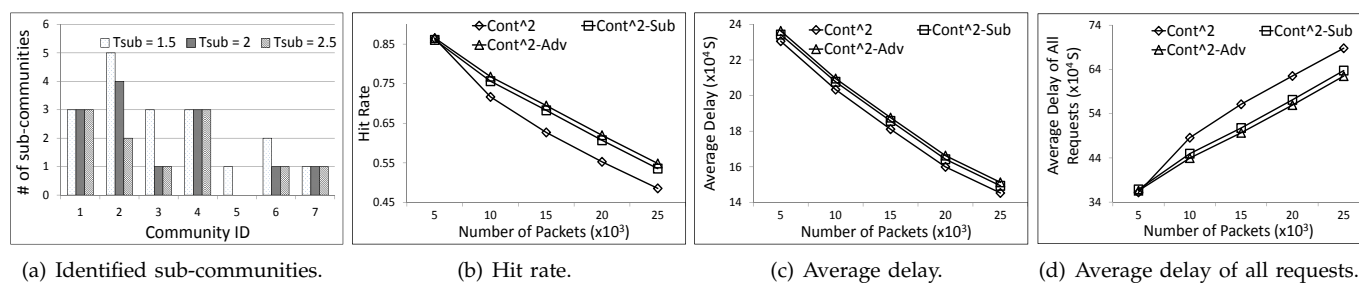 # of sub-communities
6
5
4
3
2
1
0
Tsub = 1.5
Tsub = 2
Tsub = 2.5
1 2 3 4 5 6 7
Community ID
(a) Identified sub-communities.
Hit Rate
0.85
0.75
0.65
0.55
0.45
Cont^2
Cont^2-Sub
Cont^2-Adv
5 10 15 20 25
Number of Packets (x10³)
(b) Hit rate.
Average Delay (x10⁴ S)
24
22
20
18
16
14
Cont^2
Cont^2-Sub
Cont^2-Adv
5 10 15 20 25
Number of Packets (x10³)
(c) Average delay.
Average Delay of All
Requests (x10⁴ S)
74
64
54
44
34
Cont^2
Cont^2-Sub
Cont^2-Adv
5 10 15 20 25
Number of Packets (x10³)
(d) Average delay of all requests.